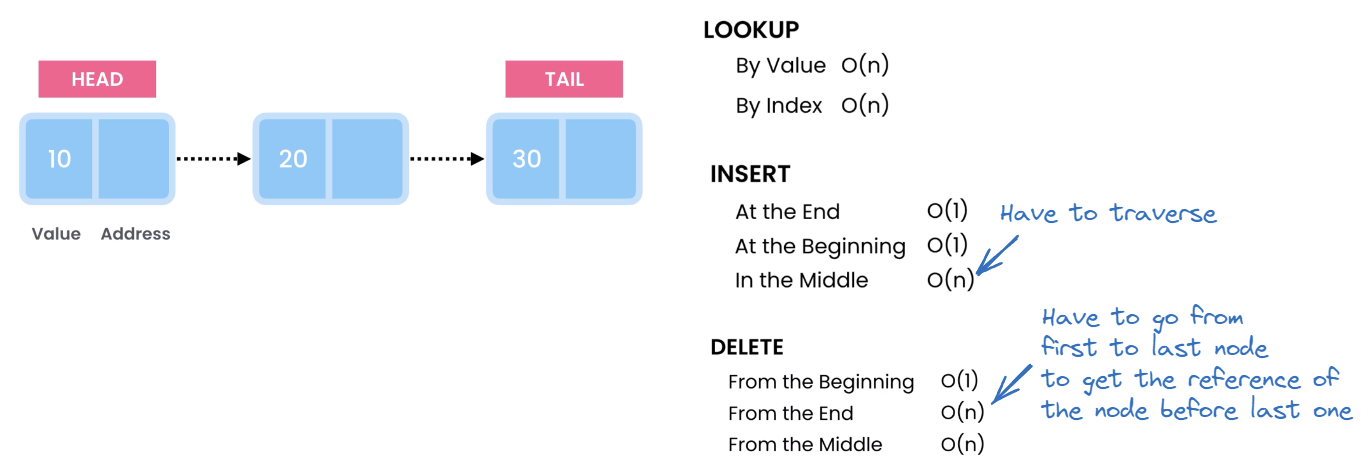 HEAD
TAIL
10
20
30
Value Address
LOOKUP
By Value O(n)
By Index O(n)
INSERT
At the End O(1)
Have to traverse
At the Beginning O(1)
In the Middle O(n)
DELETE
From the Beginning O(1)
From the End O(n)
From the Middle O(n)
Have to go from
first to last node
to get the reference of
the node before last one